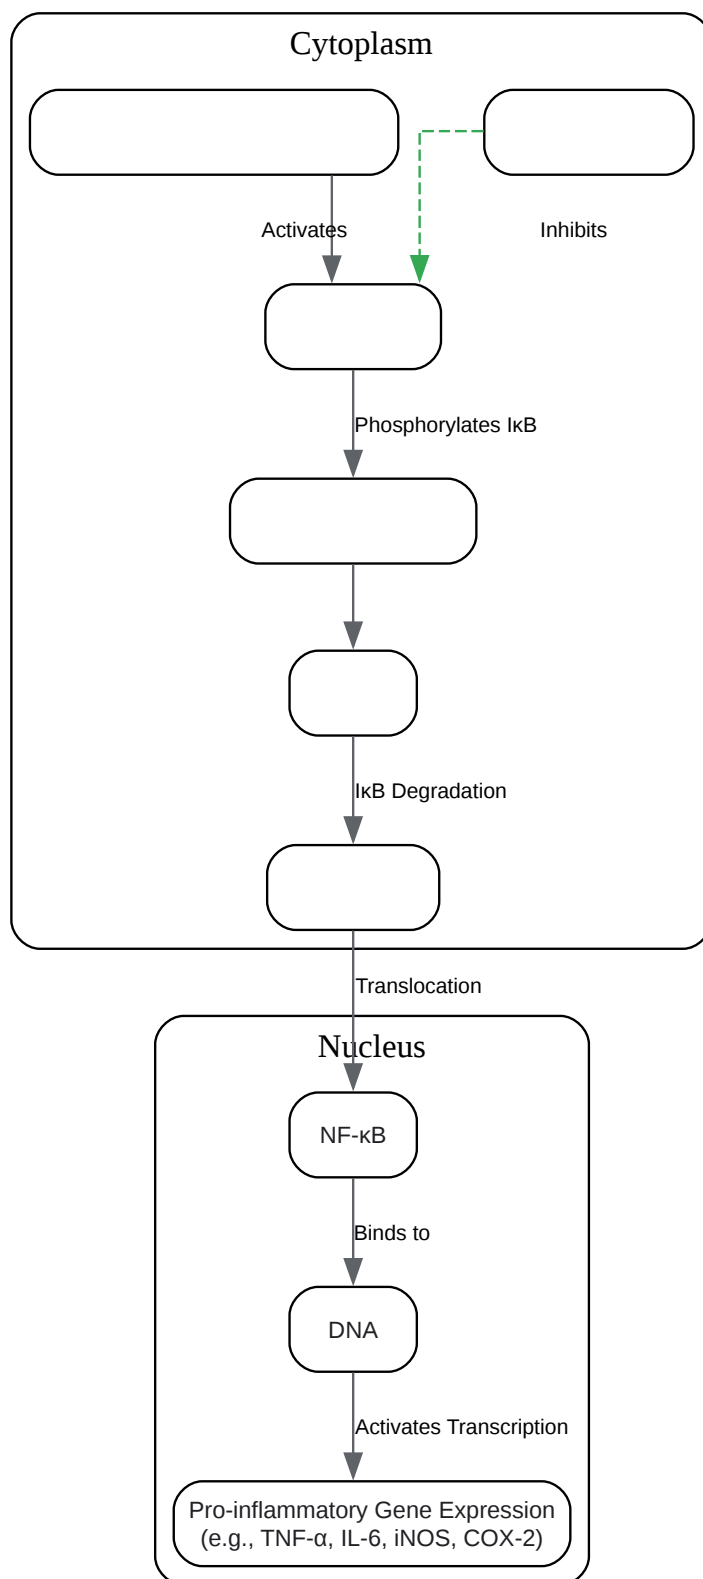 Cytoplasm
Activates
Inhibits
Phosphorylates IκB
IκB Degradation
Translocation
Nucleus
NF-κB
Binds to
DNA
Activates Transcription
Pro-inflammatory Gene Expression
(e.g., TNF-α, IL-6, iNOS, COX-2)